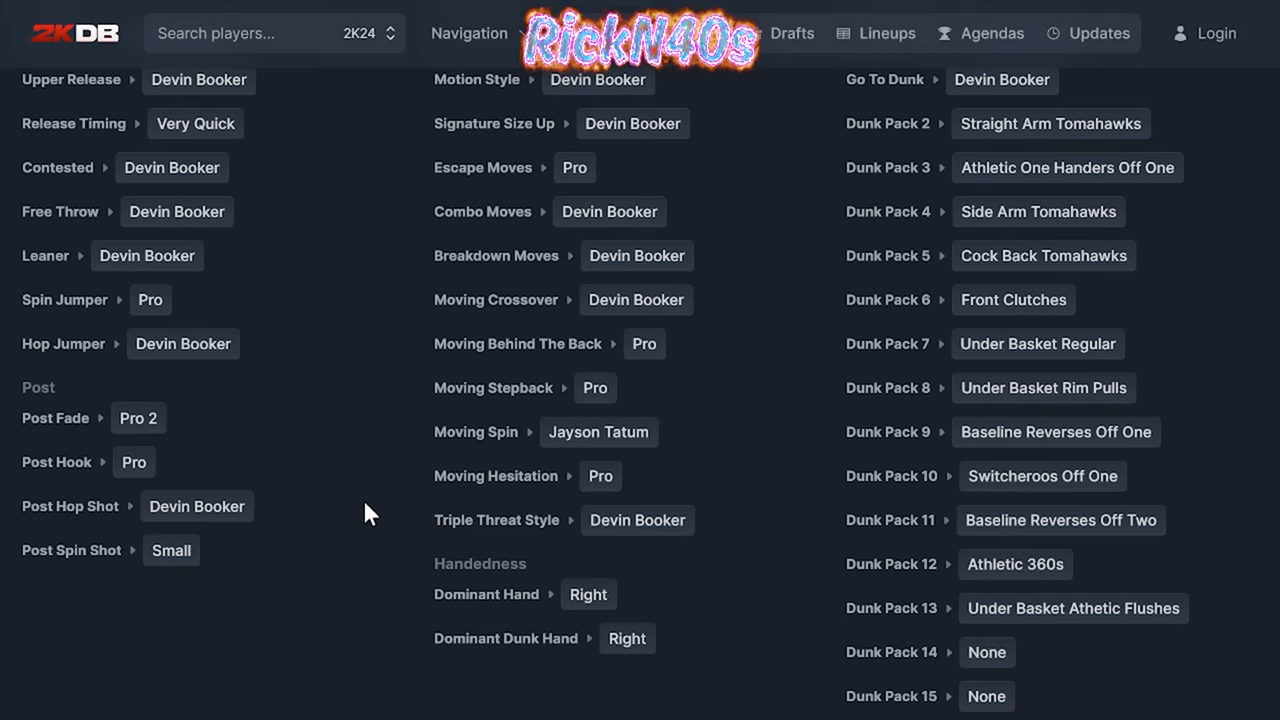 2KDB Search players... 2K24 Navigation RickN40s Drafts Lineups Agendas Updates Login
Upper Release Devin Booker
Release Timing Very Quick
Contested Devin Booker
Free Throw Devin Booker
Leaner Devin Booker
Spin Jumper Pro
Hop Jumper Devin Booker
Post
Post Fade Pro 2
Post Hook Pro
Post Hop Shot Devin Booker
Post Spin Shot Small
Motion Style Devin Booker
Signature Size Up Devin Booker
Escape Moves Pro
Combo Moves Devin Booker
Breakdown Moves Devin Booker
Moving Crossover Devin Booker
Moving Behind The Back Pro
Moving Stepback Pro
Moving Spin Jayson Tatum
Moving Hesitation Pro
Triple Threat Style Devin Booker
Handedness
Dominant Hand Right
Dominant Dunk Hand Right
Go To Dunk Devin Booker
Dunk Pack 2 Straight Arm Tomahawks
Dunk Pack 3 Athletic One Handers Off One
Dunk Pack 4 Side Arm Tomahawks
Dunk Pack 5 Cock Back Tomahawks
Dunk Pack 6 Front Clutches
Dunk Pack 7 Under Basket Regular
Dunk Pack 8 Under Basket Rim Pulls
Dunk Pack 9 Baseline Reverses Off One
Dunk Pack 10 Switcheroos Off One
Dunk Pack 11 Baseline Reverses Off Two
Dunk Pack 12 Athletic 360s
Dunk Pack 13 Under Basket Athetic Flushes
Dunk Pack 14 None
Dunk Pack 15 None